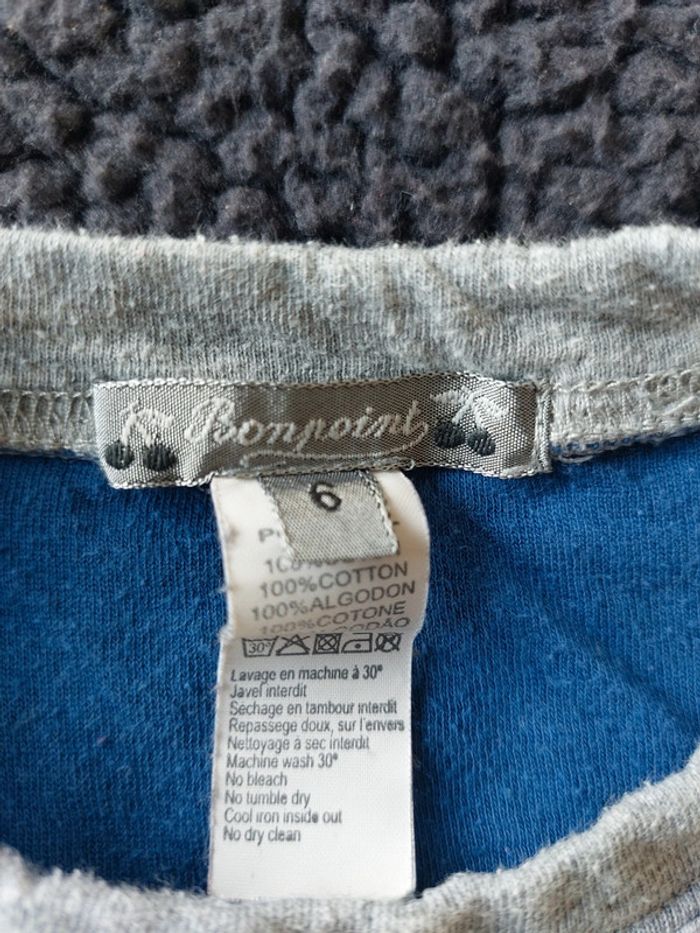 Bonpoint
6
100%COTTON
100%ALGODON
100%COTONE
30°
Lavage en machine à 30°
Javel interdit
Séchage en tambour interdit
Repassege doux, sur l'envers
Nettoyage à sec interdit
Machine wash 30°
No bleach
No tumble dry
Cool iron inside out
No dry clean